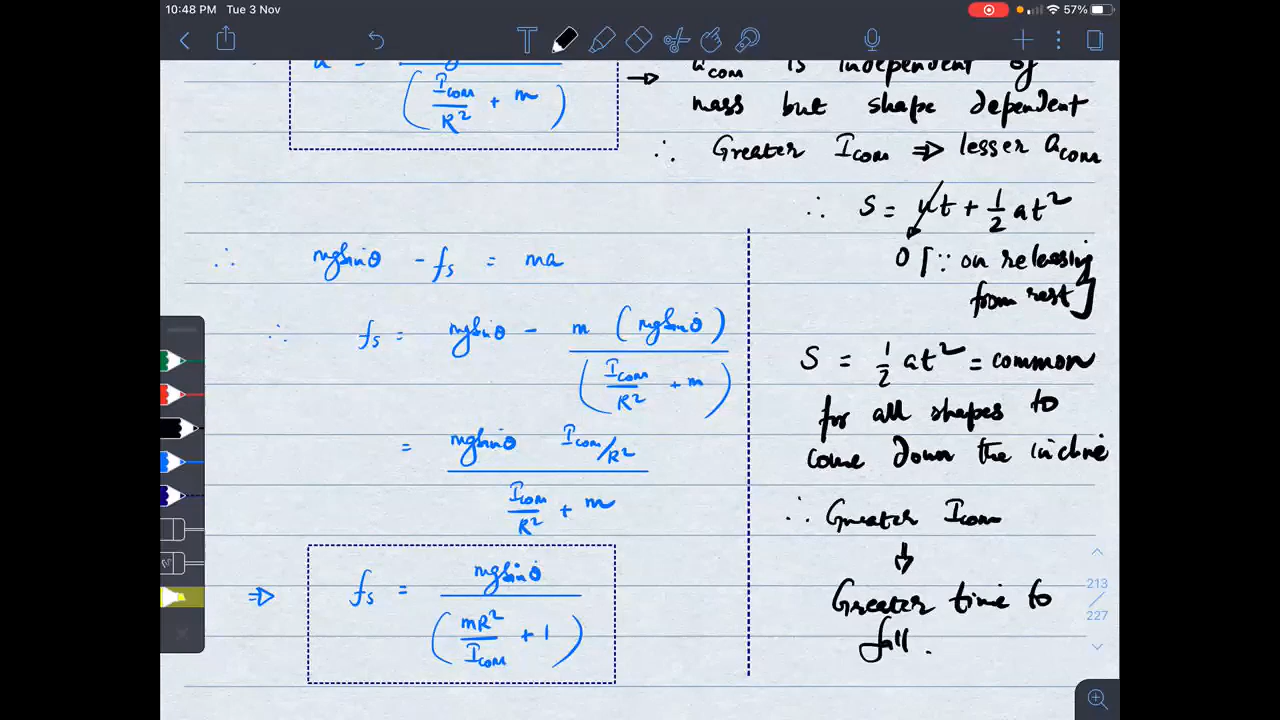 10:48 PM Tue 3 Nov
57%
a =
(I_com/R² + m)
→ a_com is independent of
mass but shape dependent
∴ Greater I_com ⇒ lesser a_com
∴ S = ut + 1/2 at²
0 [∵ on releasing
from rest]
S = 1/2 at² = common
for all shapes to
come down the incline
∴ Greater I_com
⇓
Greater time to
fall.
∴ mg sinθ - f_s = ma
∴ f_s = mg sinθ - m (mg sinθ) / (I_com/R² + m)
= mg sinθ I_com/R² / I_com/R² + m
⇒ f_s = mg sinθ / (mR²/I_com + 1)
213
227